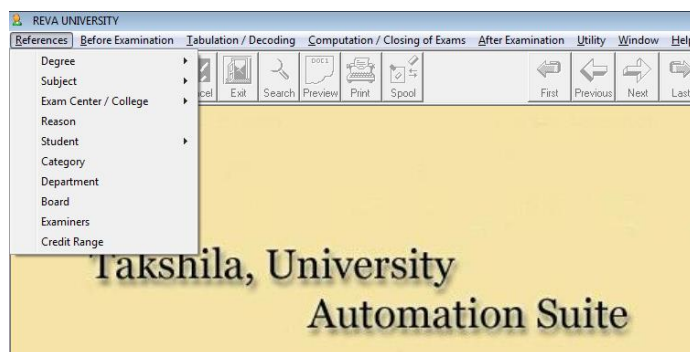 REVA UNIVERSITY
References Before Examination Tabulation / Decoding Computation / Closing of Exams After Examination Utility Window Help
Degree
Subject
Exam Center / College
Reason
Student
Category
Department
Board
Examiners
Credit Range
Exit Search Preview Print Spool First Previous Next Last
Takshila, University
Automation Suite